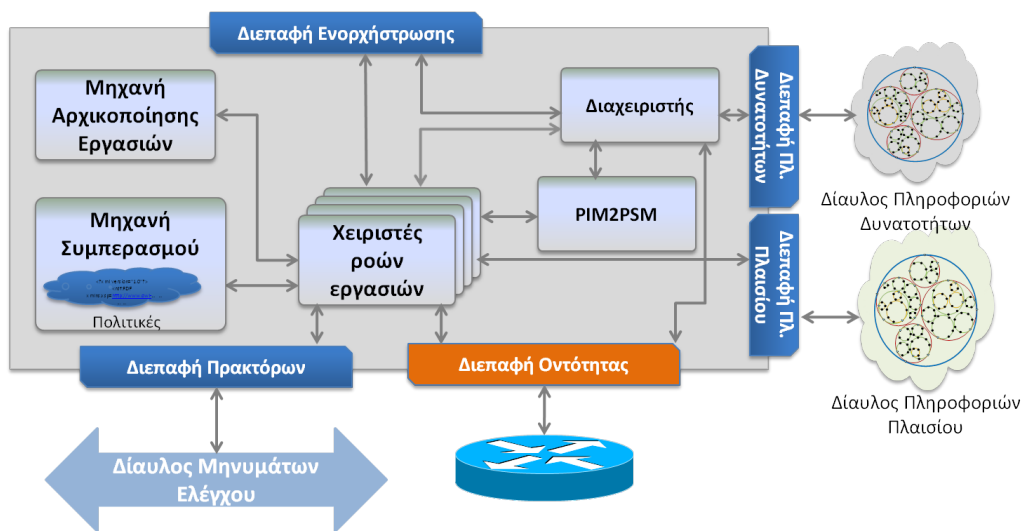 Διεπαφή Ενορχήστρωσης
Μηχανή
Αρχικοποίησης
Εργασιών
Διαχειριστής
Διεπαφή Πλ.
Δυνατοτήτων
Δίαυλος Πληροφοριών
Δυνατοτήτων
Μηχανή
Συμπερασμού
Πολιτικές
Χειριστές
ροών
εργασιών
PIM2PSM
Διεπαφή Πλ.
Πλαισίου
Δίαυλος Πληροφοριών
Πλαισίου
Διεπαφή Πρακτόρων
Διεπαφή Οντότητας
Δίαυλος Μηνυμάτων
Ελέγχου